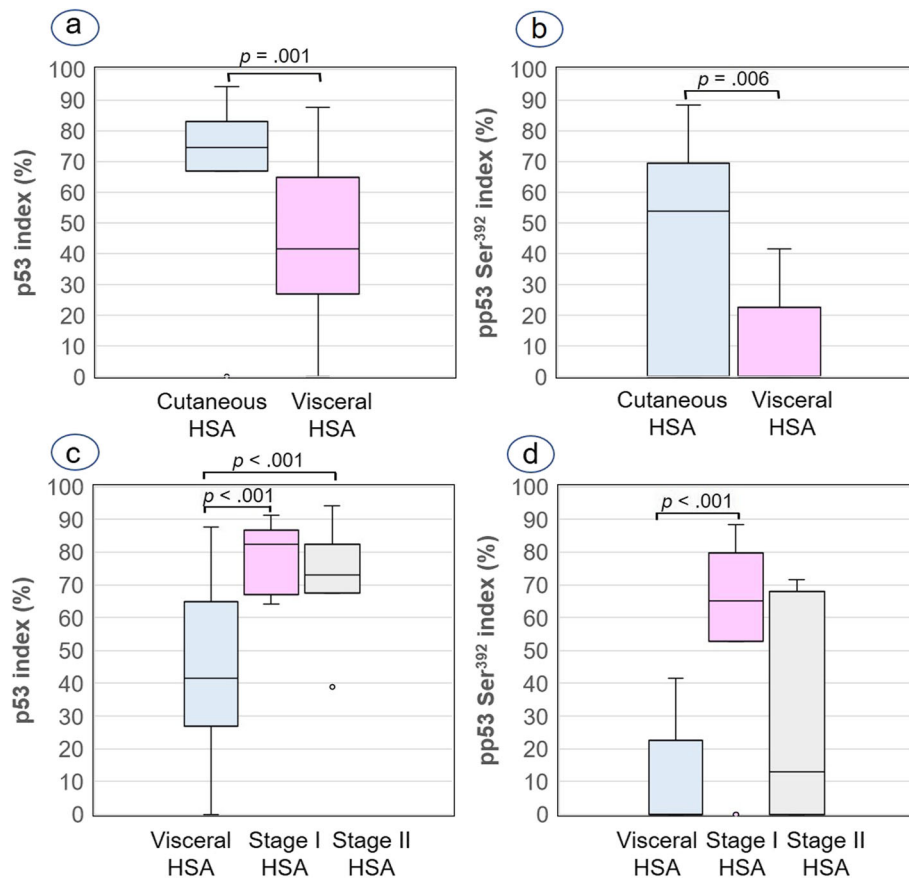 a
p = .001
100
90
80
70
60
50
40
30
20
10
0
p53 index (%)
Cutaneous HSA
Visceral HSA
b
p = .006
100
90
80
70
60
50
40
30
20
10
0
pp53 Ser³⁹² index (%)
Cutaneous HSA
Visceral HSA
c
p < .001
p < .001
100
90
80
70
60
50
40
30
20
10
0
p53 index (%)
Visceral HSA
Stage I HSA
Stage II HSA
d
p < .001
100
90
80
70
60
50
40
30
20
10
0
pp53 Ser³⁹² index (%)
Visceral HSA
Stage I HSA
Stage II HSA